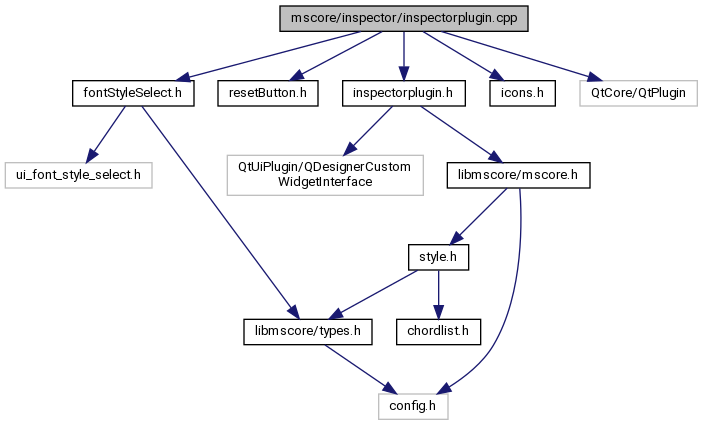 mscore/inspector/inspectorplugin.cpp
fontStyleSelect.h
resetButton.h
inspectorplugin.h
icons.h
QtCore/QtPlugin
ui_font_style_select.h
QtUiPlugin/QDesignerCustom
WidgetInterface
libmscore/mscore.h
style.h
libmscore/types.h
chordlist.h
config.h